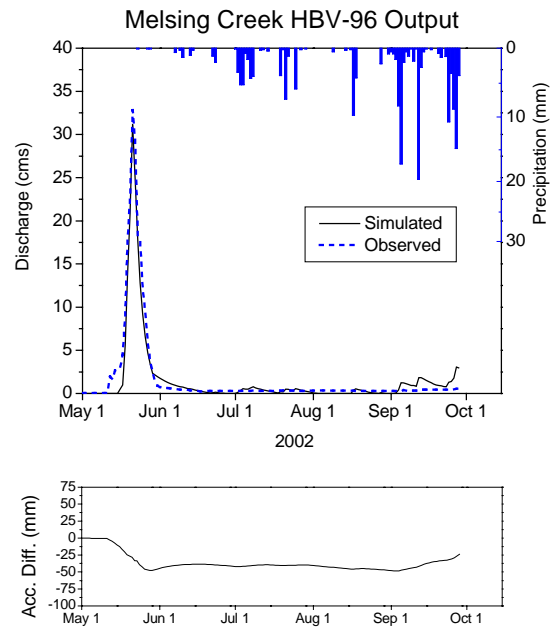 Melsing Creek HBV-96 Output
40
35
30
25
20
15
10
5
0
Discharge (cms)
0
10
20
30
Precipitation (mm)
Simulated
Observed
May 1 Jun 1 Jul 1 Aug 1 Sep 1 Oct 1
2002
75
50
25
0
-25
-50
-75
-100
Acc. Diff. (mm)
May 1 Jun 1 Jul 1 Aug 1 Sep 1 Oct 1